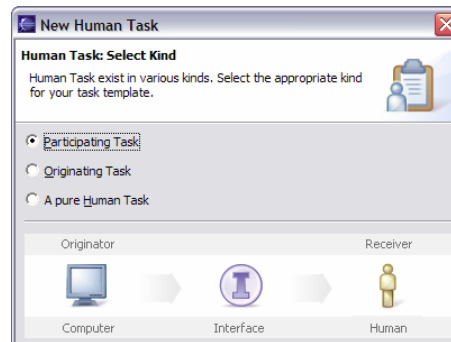 New Human Task
Human Task: Select Kind
Human Task exist in various kinds. Select the appropriate kind
for your task template.
Participating Task
Originating Task
A pure Human Task
Originator
Receiver
I
Computer
Interface
Human